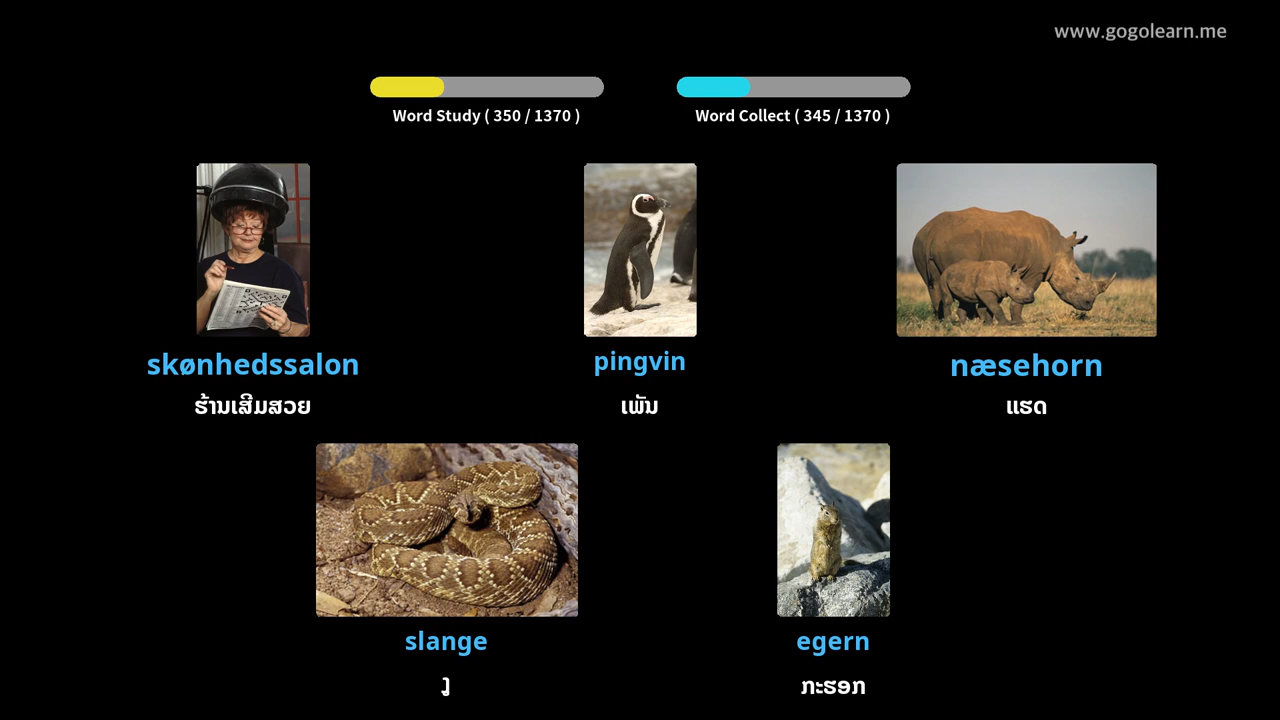 www.gogolearn.me
Word Study ( 350 / 1370 )
Word Collect ( 345 / 1370 )
skønhedssalon
pingvin
næsehorn
ຮ້ານເສີມສວຍ
ເພັນ
ແຮດ
slange
egern
ງູ
ກະຮອກ